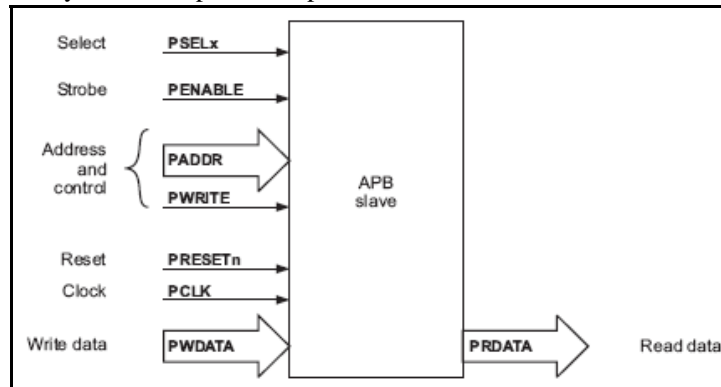 Select PSELx
Strobe PENABLE
Address and control PADDR
PWRITE
APB slave
Reset PRESETn
Clock PCLK
Write data PWDATA PRDATA Read data